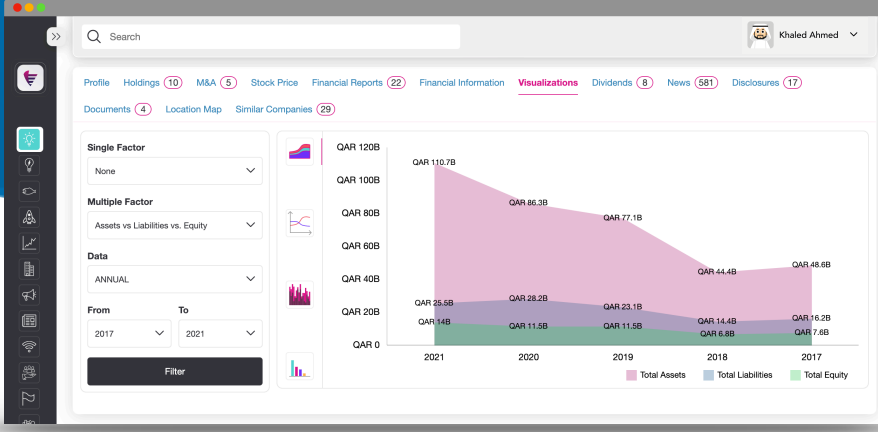 Search
Khaled Ahmed
Profile Holdings 10 M&A 5 Stock Price Financial Reports 22 Financial Information Visualizations Dividends 8 News 581 Disclosures 17
Documents 4 Location Map Similar Companies 29
Single Factor
None
Multiple Factor
Assets vs Liabilities vs. Equity
Data
ANNUAL
From To
2017 2021
Filter
QAR 120B
QAR 100B
QAR 80B
QAR 60B
QAR 40B
QAR 20B
QAR 0
QAR 110.7B
QAR 86.3B
QAR 77.1B
QAR 44.4B
QAR 48.6B
QAR 25.5B
QAR 28.2B
QAR 23.1B
QAR 14.4B
QAR 16.2B
QAR 14B
QAR 11.5B
QAR 11.5B
QAR 6.8B
QAR 7.6B
2021 2020 2019 2018 2017
Total Assets Total Liabilities Total Equity